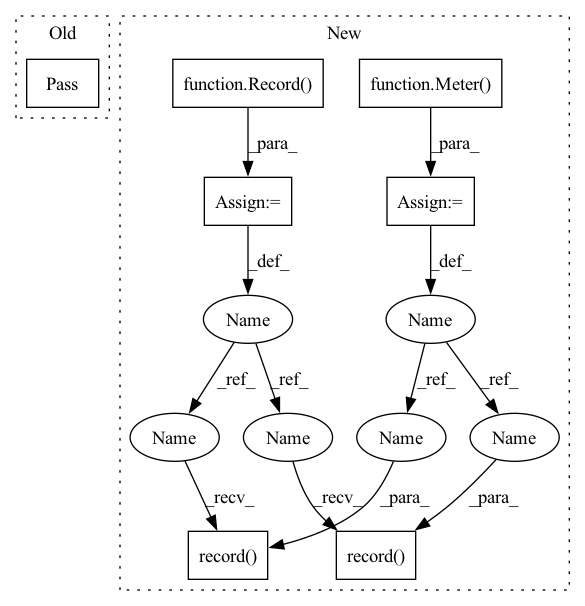 Old
New
Pass
function.Record()
function.Meter()
_para_
_para_
Assign:=
Assign:=
_def_
_def_
Name
Name
_ref_
_ref_
_ref_
_ref_
Name
Name
Name
Name
_recv_
_recv_
_para_
_para_
record()
record()